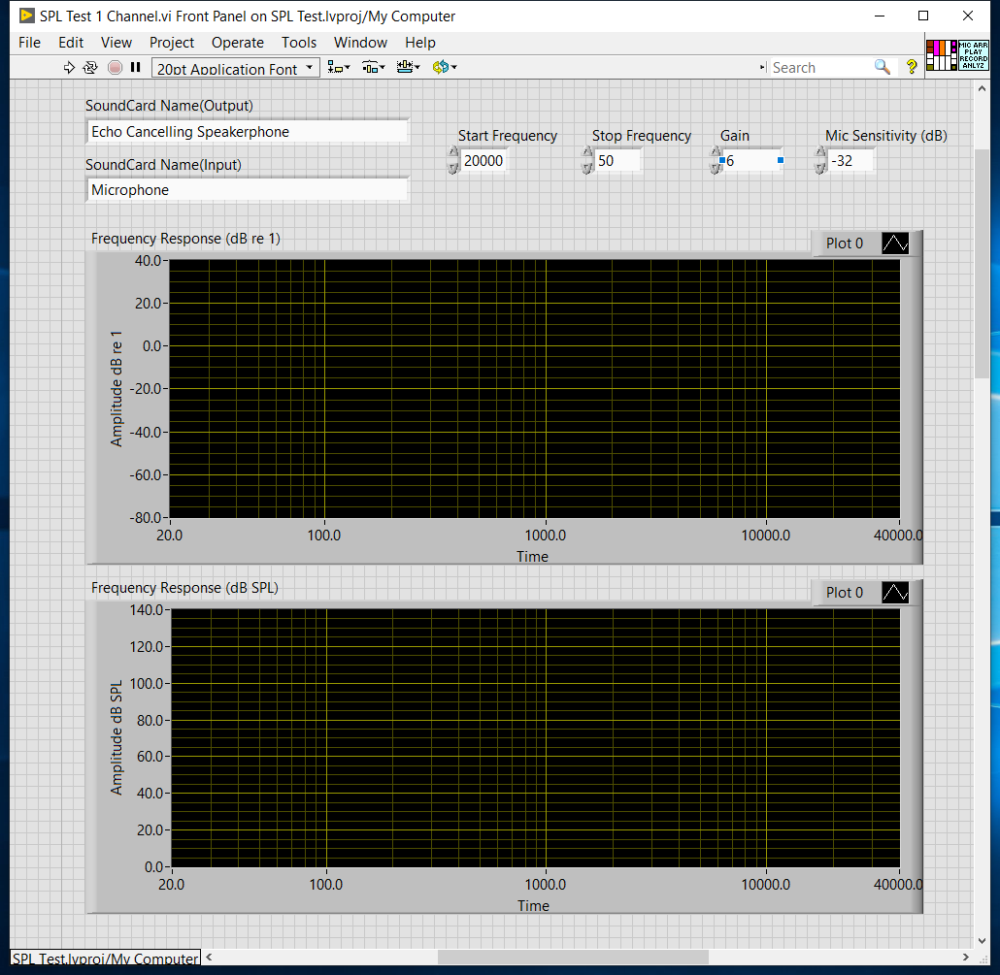 SPL Test 1 Channel.vi Front Panel on SPL Test.lvproj/My Computer
File Edit View Project Operate Tools Window Help
20pt Application Font
Search
?
MIC ARR
PLAY
RECORD
ANLYZ
SoundCard Name(Output)
Echo Cancelling Speakerphone
SoundCard Name(Input)
Microphone
Start Frequency Stop Frequency Gain Mic Sensitivity (dB)
20000 50 6 -32
Frequency Response (dB re 1)
Plot 0
40.0
20.0
0.0
-20.0
-40.0
-60.0
-80.0
Amplitude dB re 1
20.0 100.0 1000.0 10000.0 40000.0
Time
Frequency Response (dB SPL)
Plot 0
140.0
120.0
100.0
80.0
60.0
40.0
20.0
0.0
Amplitude dB SPL
20.0 100.0 1000.0 10000.0 40000.0
Time
SPL Test.lvproj/My Computer